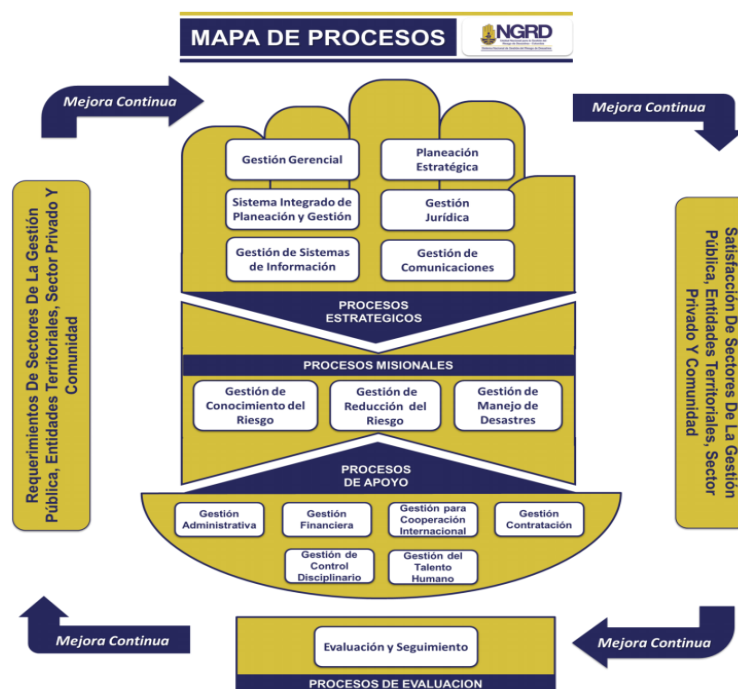 MAPA DE PROCESOS
NGRD
Mejora Continua
Mejora Continua
Requerimientos De Sectores De La Gestión
Pública, Entidades Territoriales, Sector Privado Y
Comunidad
Gestión Gerencial
Planeación
Estratégica
Sistema Integrado de
Planeación y Gestión
Gestión
Jurídica
Gestión de Sistemas
de Información
Gestión de
Comunicaciones
PROCESOS
ESTRATEGICOS
PROCESOS MISIONALES
Gestión de
Conocimiento del
Riesgo
Gestión de
Reducción del
Riesgo
Gestión de
Manejo de
Desastres
PROCESOS
DE APOYO
Gestión
Administrativa
Gestión
Financiera
Gestión para
Cooperación
Internacional
Gestión
Contratación
Gestión de
Control
Disciplinario
Gestión del
Talento
Humano
Satisfacción De Sectores De La Gestión
Pública, Entidades Territoriales, Sector
Privado Y Comunidad
Mejora Continua
Evaluación y Seguimiento
Mejora Continua
PROCESOS DE EVALUACION